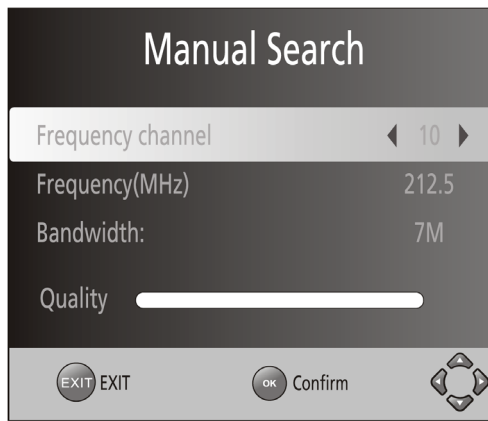 Manual Search
Frequency channel 10
Frequency(MHz) 212.5
Bandwidth: 7M
Quality
EXIT EXIT OK Confirm